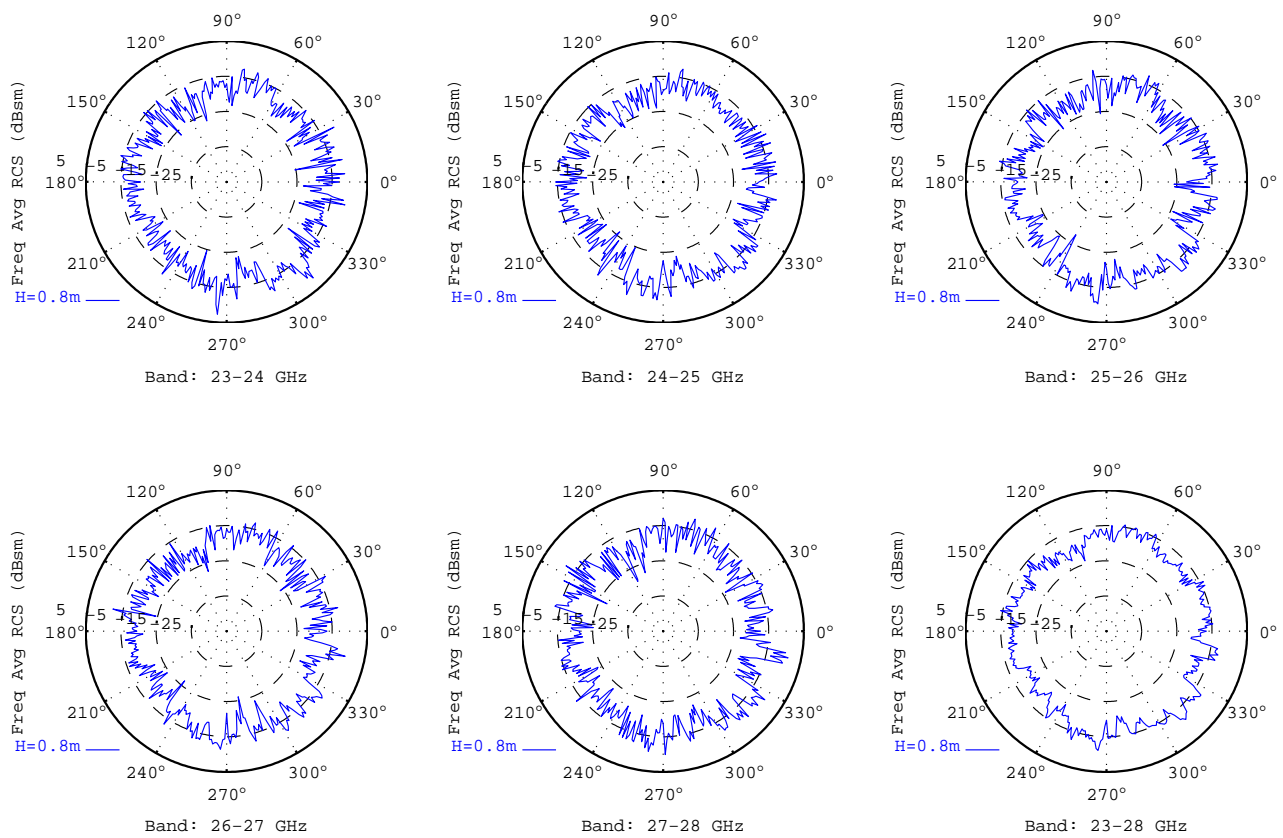 90° 90° 90°
120° 60° 120° 60° 120° 60°
150° 30° 150° 30° 150° 30°
Freq Avg RCS (dBsm) Freq Avg RCS (dBsm) Freq Avg RCS (dBsm)
5 −5 −15 −25 5 −5 −15 −25 5 −5 −15 −25
180° 0° 180° 0° 180° 0°
210° 330° 210° 330° 210° 330°
H=0.8m H=0.8m H=0.8m
240° 300° 240° 300° 240° 300°
270° 270° 270°
Band: 23−24 GHz Band: 24−25 GHz Band: 25−26 GHz
90° 90° 90°
120° 60° 120° 60° 120° 60°
150° 30° 150° 30° 150° 30°
Freq Avg RCS (dBsm) Freq Avg RCS (dBsm) Freq Avg RCS (dBsm)
5 −5 −15 −25 5 −5 −15 −25 5 −5 −15 −25
180° 0° 180° 0° 180° 0°
210° 330° 210° 330° 210° 330°
H=0.8m H=0.8m H=0.8m
240° 300° 240° 300° 240° 300°
270° 270° 270°
Band: 26−27 GHz Band: 27−28 GHz Band: 23−28 GHz